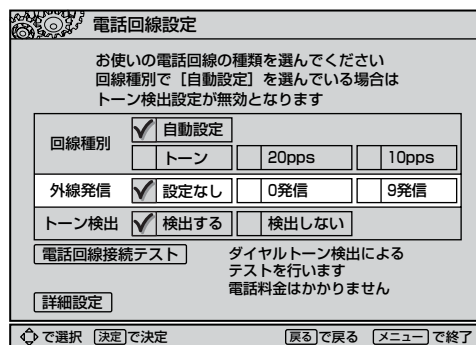 電話回線設定
お使いの電話回線の種類を選んでください
回線種別で［自動設定］を選んでいる場合は
トーン検出設定が無効となります
回線種別 自動設定
トーン 20pps 10pps
外線発信 設定なし 0発信 9発信
トーン検出 検出する 検出しない
電話回線接続テスト ダイヤルトーン検出による
テストを行います
電話料金はかかりません
詳細設定
で選択 決定 で決定 戻る で戻る メニュー で終了